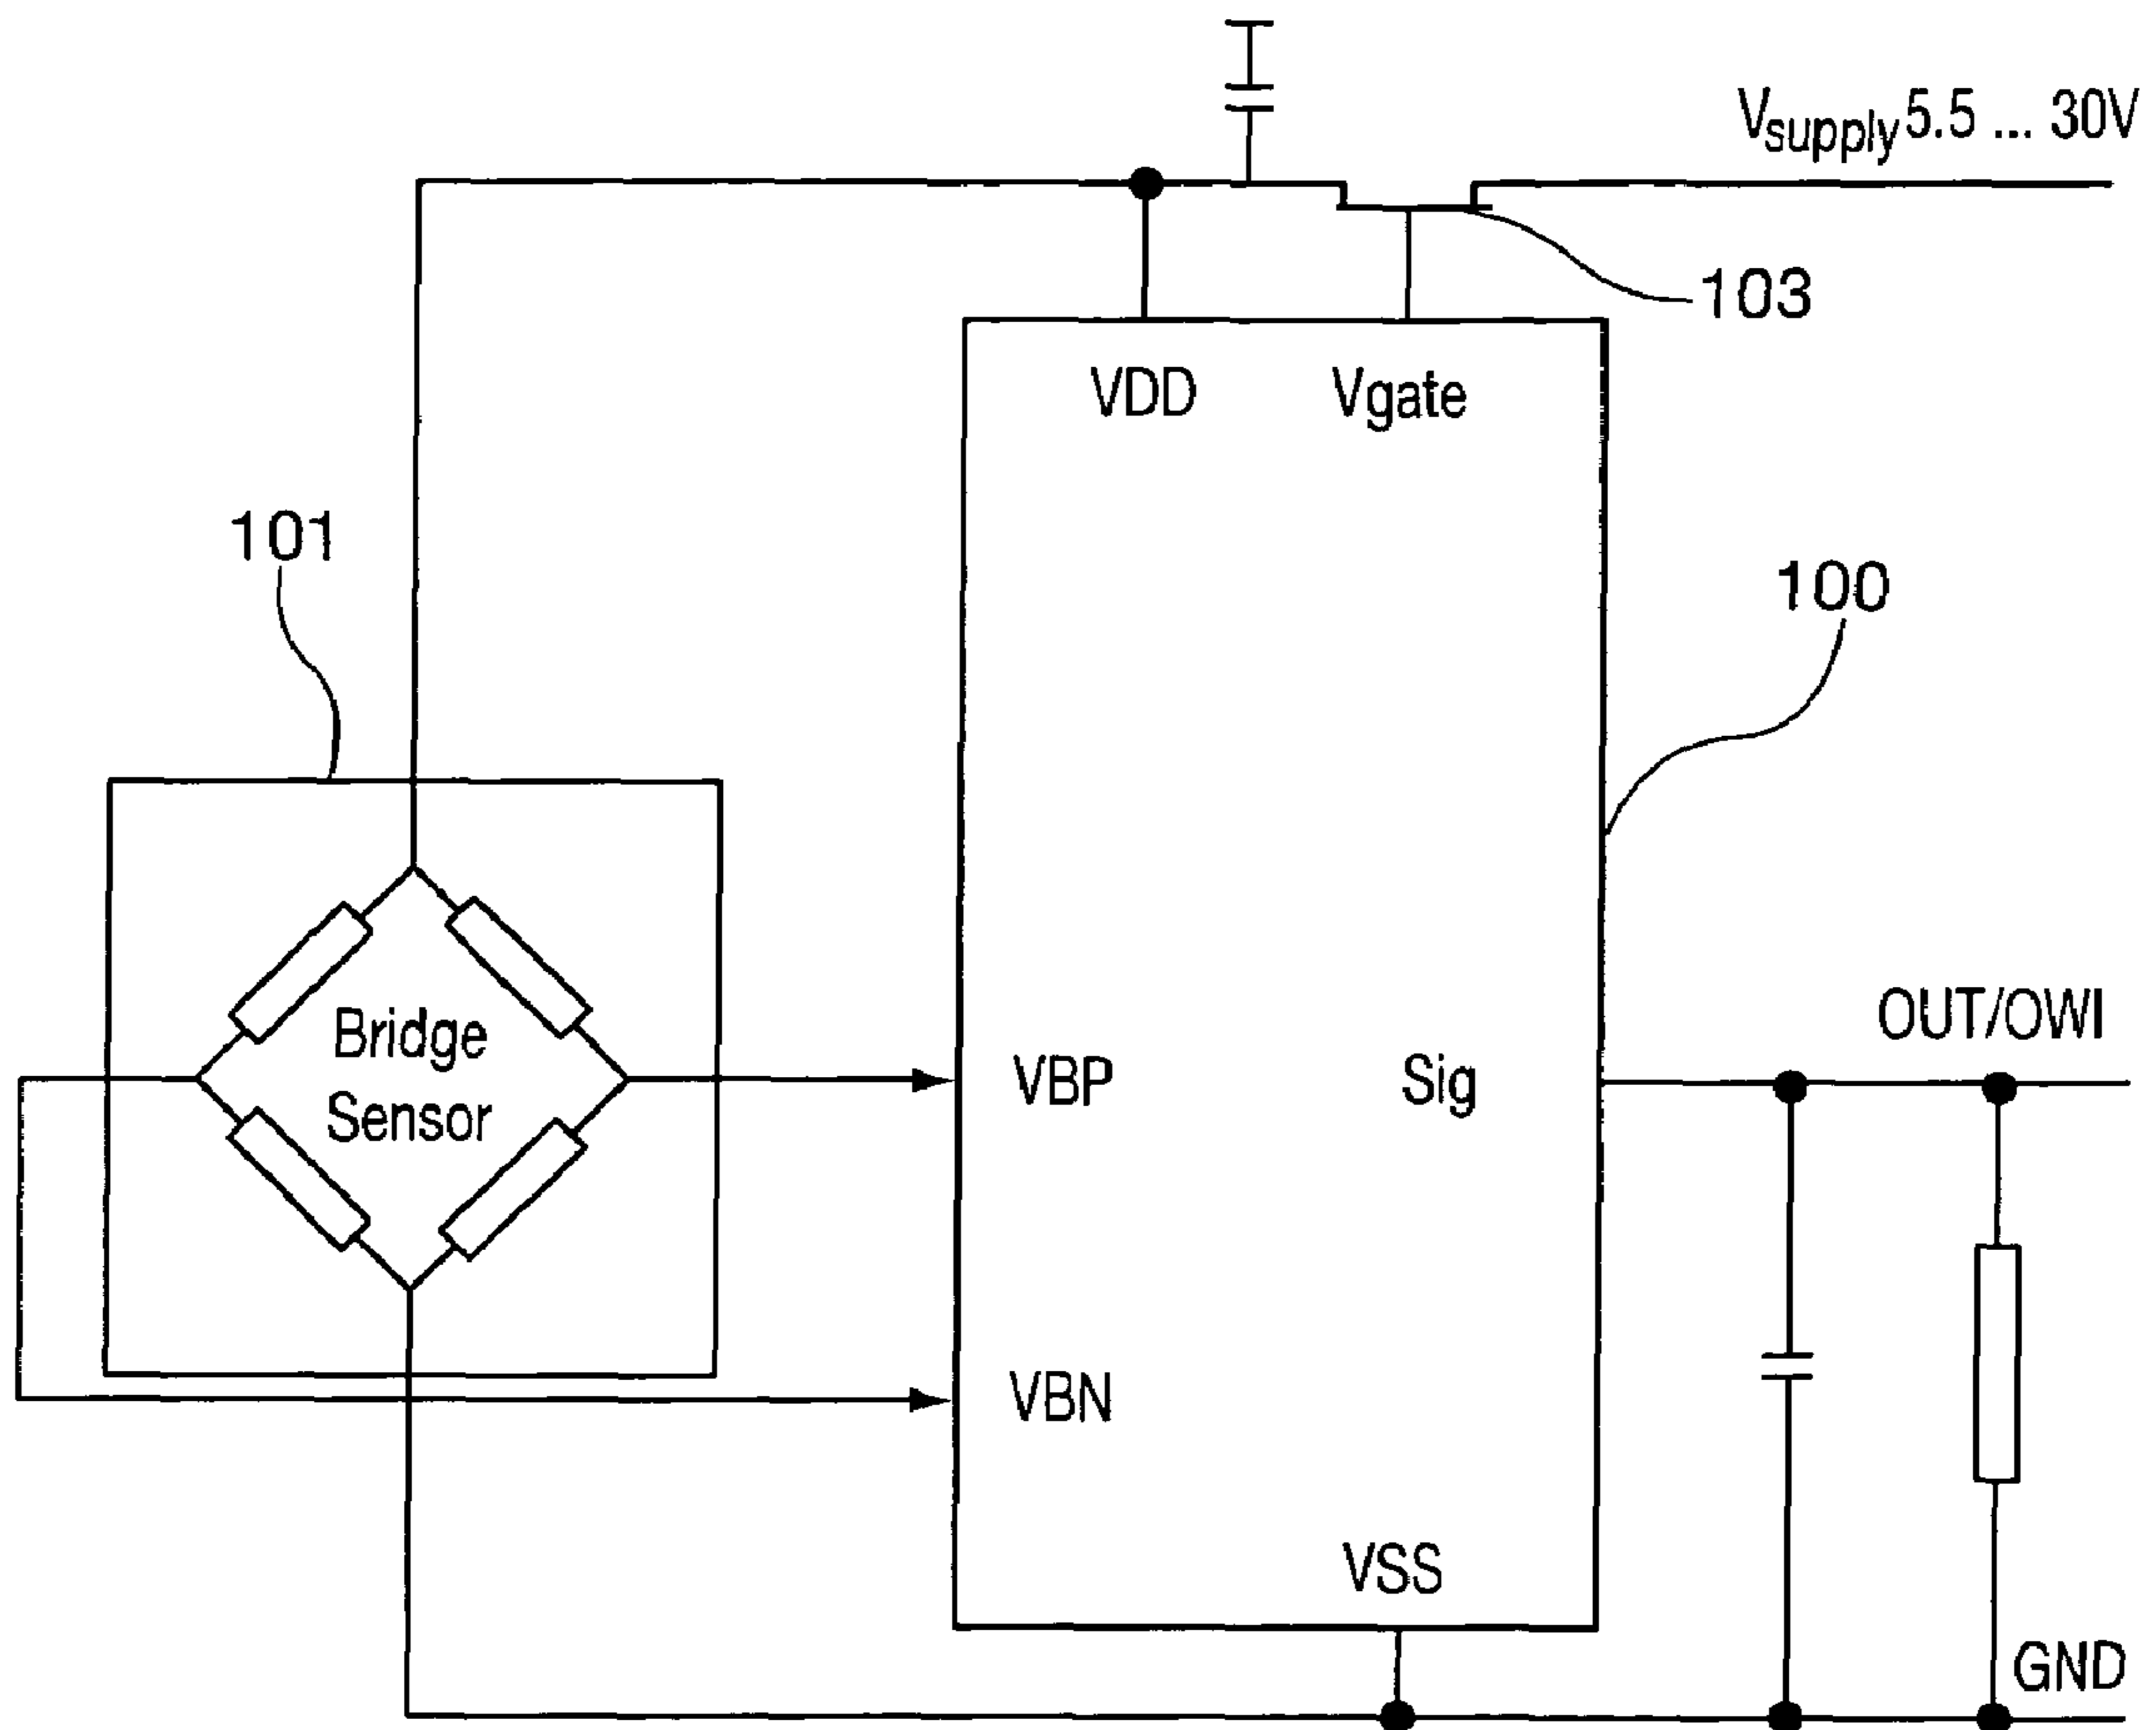 Vsupply 5.5 ... 30V
103
VDD
Vgate
101
100
OUT/OWI
Bridge
Sensor
VBP
Sig
VBN
VSS
GND